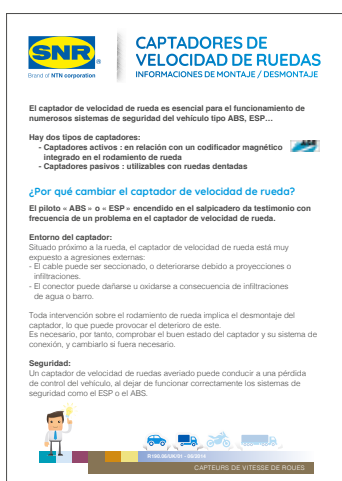 SNR
®
Brand of NTN corporation
CAPTADORES DE
VELOCIDAD DE RUEDAS
INFORMACIONES DE MONTAJE / DESMONTAJE
El captador de velocidad de rueda es esencial para el funcionamiento de
numerosos sistemas de seguridad del vehículo tipo ABS, ESP…
Hay dos tipos de captadores:
- Captadores activos : en relación con un codificador magnético
integrado en el rodamiento de rueda
- Captadores pasivos : utilizables con ruedas dentadas
¿Por qué cambiar el captador de velocidad de rueda?
El piloto « ABS » o « ESP» encendido en el salpicadero da testimonio con
frecuencia de un problema en el captador de velocidad de rueda.
Entorno del captador:
Situado próximo a la rueda, el captador de velocidad de rueda está muy
expuesto a agresiones externas:
- El cable puede ser seccionado, o deteriorarse debido a proyecciones o
infiltraciones.
- El conector puede dañarse u oxidarse a consecuencia de infiltraciones
de agua o barro.
Toda intervención sobre el rodamiento de rueda implica el desmontaje del
captador, lo que puede provocar el deterioro de este.
Es necesario, por tanto, comprobar el buen estado del captador y su sistema de
conexión, y cambiarlo si fuera necesario.
Seguridad:
Un captador de velocidad de ruedas averiado puede conducir a una pérdida
de control del vehículo, al dejar de funcionar correctamente los sistemas de
seguridad como el ESP o el ABS.
CAPTEURS DE VITESSE DE ROUES